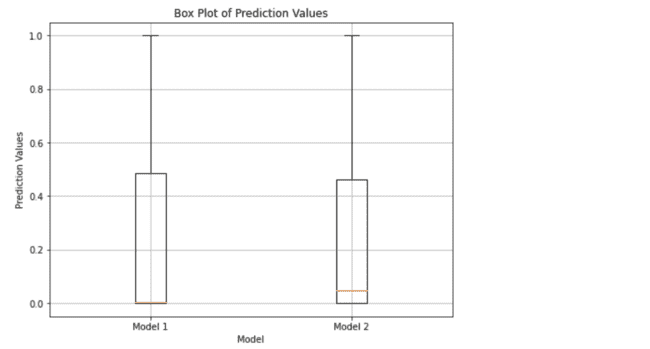 Box Plot of Prediction Values
1.0
0.8
0.6
0.4
0.2
0.0
Prediction Values
Model 1
Model 2
Model